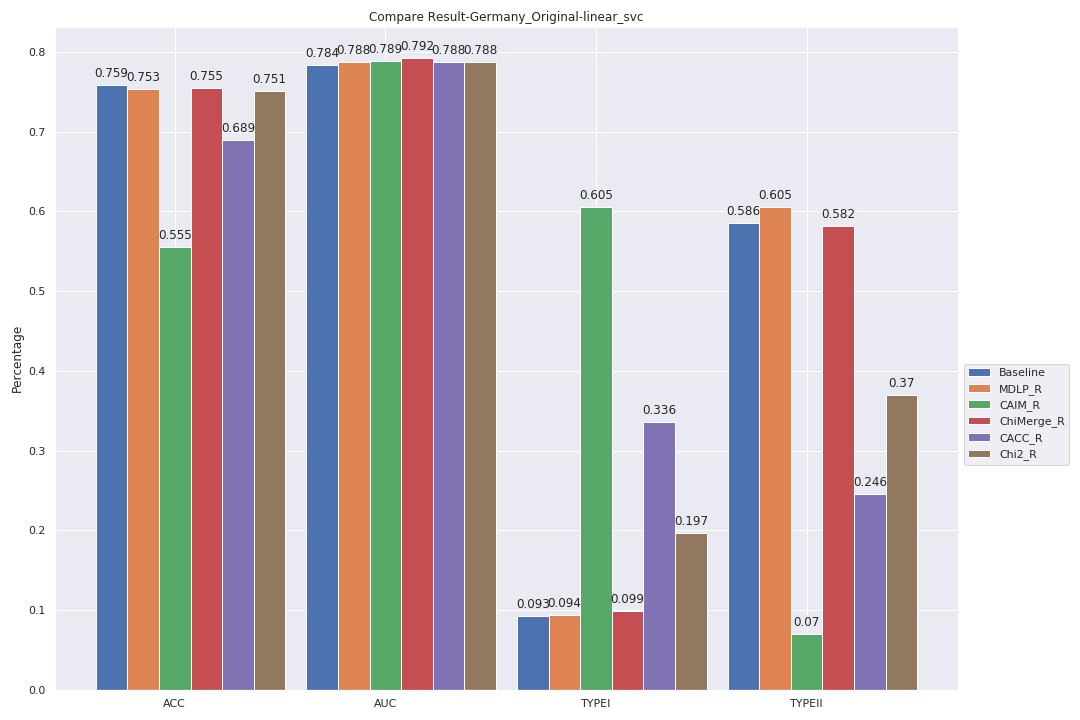 Compare Result-Germany_Original-linear_svc
Percentage
0.8
0.7
0.6
0.5
0.4
0.3
0.2
0.1
0.0
0.759
0.753
0.555
0.755
0.689
0.751
0.784
0.788
0.789
0.792
0.788
0.788
0.093
0.094
0.605
0.099
0.336
0.197
0.586
0.605
0.07
0.582
0.246
0.37
ACC
AUC
TYPEI
TYPEII
Baseline
MDLP_R
CAIM_R
ChiMerge_R
CACC_R
Chi2_R